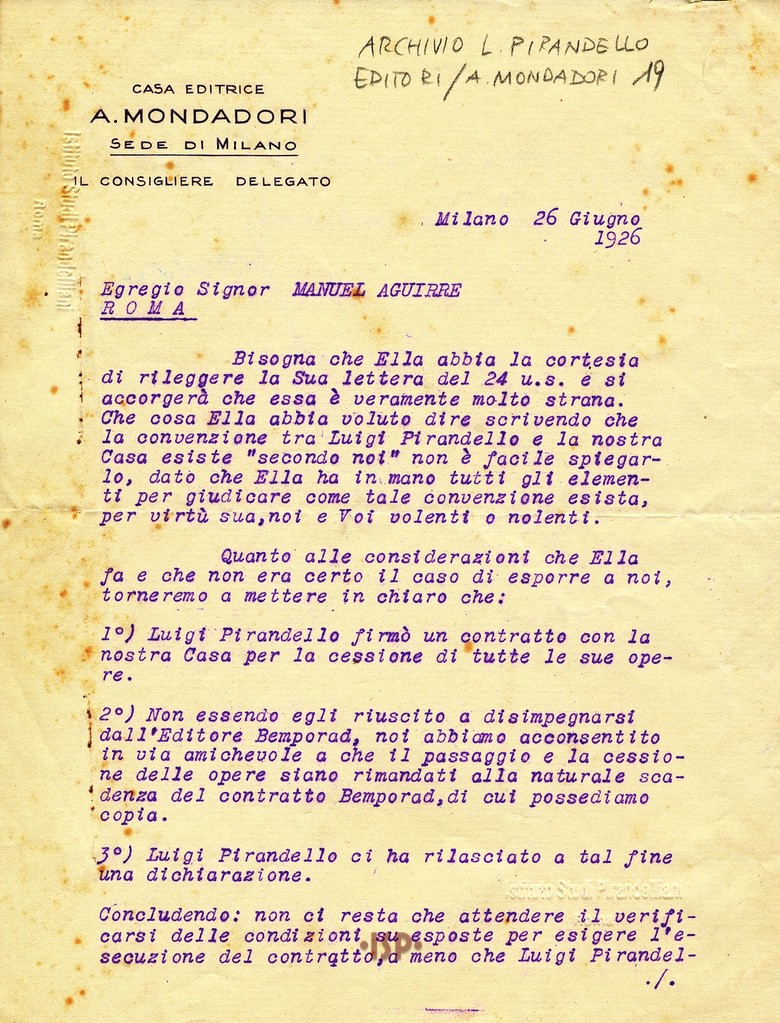 ARCHIVIO L. PIRANDELLO
EDITORI/A. MONDADORI 19
CASA EDITRICE
A. MONDADORI
SEDE DI MILANO
IL CONSIGLIERE DELEGATO
Istituto Studi Pirandelliani
Roma
Milano 26 Giugno
1926
Egregio Signor MANUEL AGUIRRE
R O M A
Bisogna che Ella abbia la cortesia
di rileggere la Sua lettera del 24 u.s. e si
accorgerà che essa è veramente molto strana.
Che cosa Ella abbia voluto dire scrivendo che
la convenzione tra Luigi Pirandello e la nostra
Casa esiste "secondo noi" non è facile spiegar-
lo, dato che Ella ha in mano tutti gli elemen-
ti per giudicare come tale convenzione esista,
per virtù sua,noi e Voi volenti o nolenti.
Quanto alle considerazioni che Ella
fa e che non era certo il caso di esporre a noi,
torneremo a mettere in chiaro che:
1°) Luigi Pirandello firmò un contratto con la
nostra Casa per la cessione di tutte le sue ope-
re.
2°) Non essendo egli riuscito a disimpegnarsi
dall'Editore Bemporad, noi abbiamo acconsentito
in via amichevole a che il passaggio e la cessio-
ne delle opere siano rimandati alla naturale sca-
denza del contratto Bemporad,di cui possediamo
copia.
3°) Luigi Pirandello ci ha rilasciato a tal fine
una dichiarazione.
Istituto Studi Pirandelliani
Concludendo: non ci resta che attendere il verifi-
carsi delle condizioni su esposte per esigere l'e-
secuzione del contratto,a meno che Luigi Pirandel-
./.
·ISP·